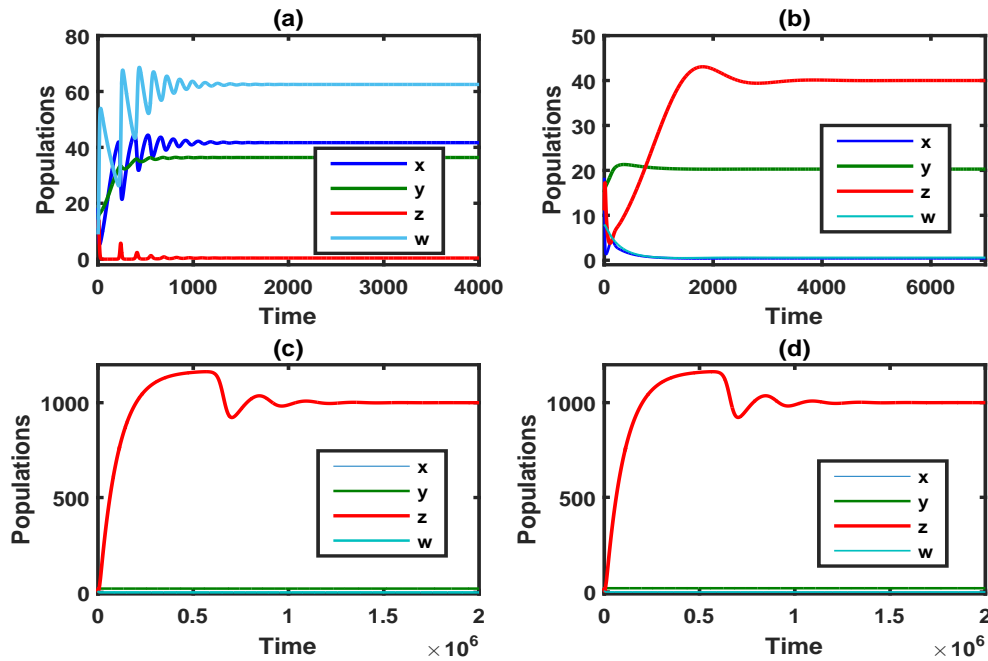 (a)
80
60
40
20
0
Populations
0 1000 2000 3000 4000
Time
x
y
z
w
(b)
50
40
30
20
10
0
Populations
0 2000 4000 6000
Time
x
y
z
w
(c)
1000
500
0
Populations
0 0.5 1 1.5 2
Time
× 10^6
x
y
z
w
(d)
1000
500
0
Populations
0 0.5 1 1.5 2
Time
× 10^6
x
y
z
w